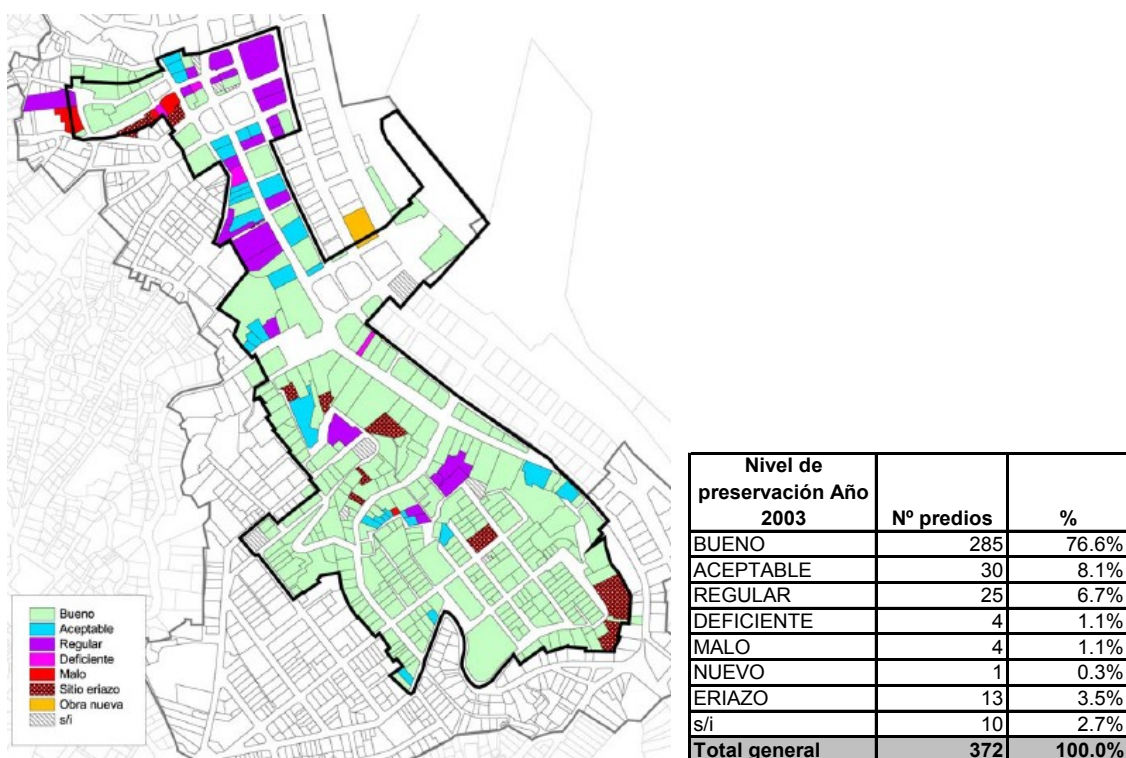 Bueno
Aceptable
Regular
Deficiente
Malo
Sitio eriazo
Obra nueva
s/i
Nivel de preservación Año 2003 Nº predios %
BUENO 285 76.6%
ACEPTABLE 30 8.1%
REGULAR 25 6.7%
DEFICIENTE 4 1.1%
MALO 4 1.1%
NUEVO 1 0.3%
ERIAZO 13 3.5%
s/i 10 2.7%
Total general 372 100.0%